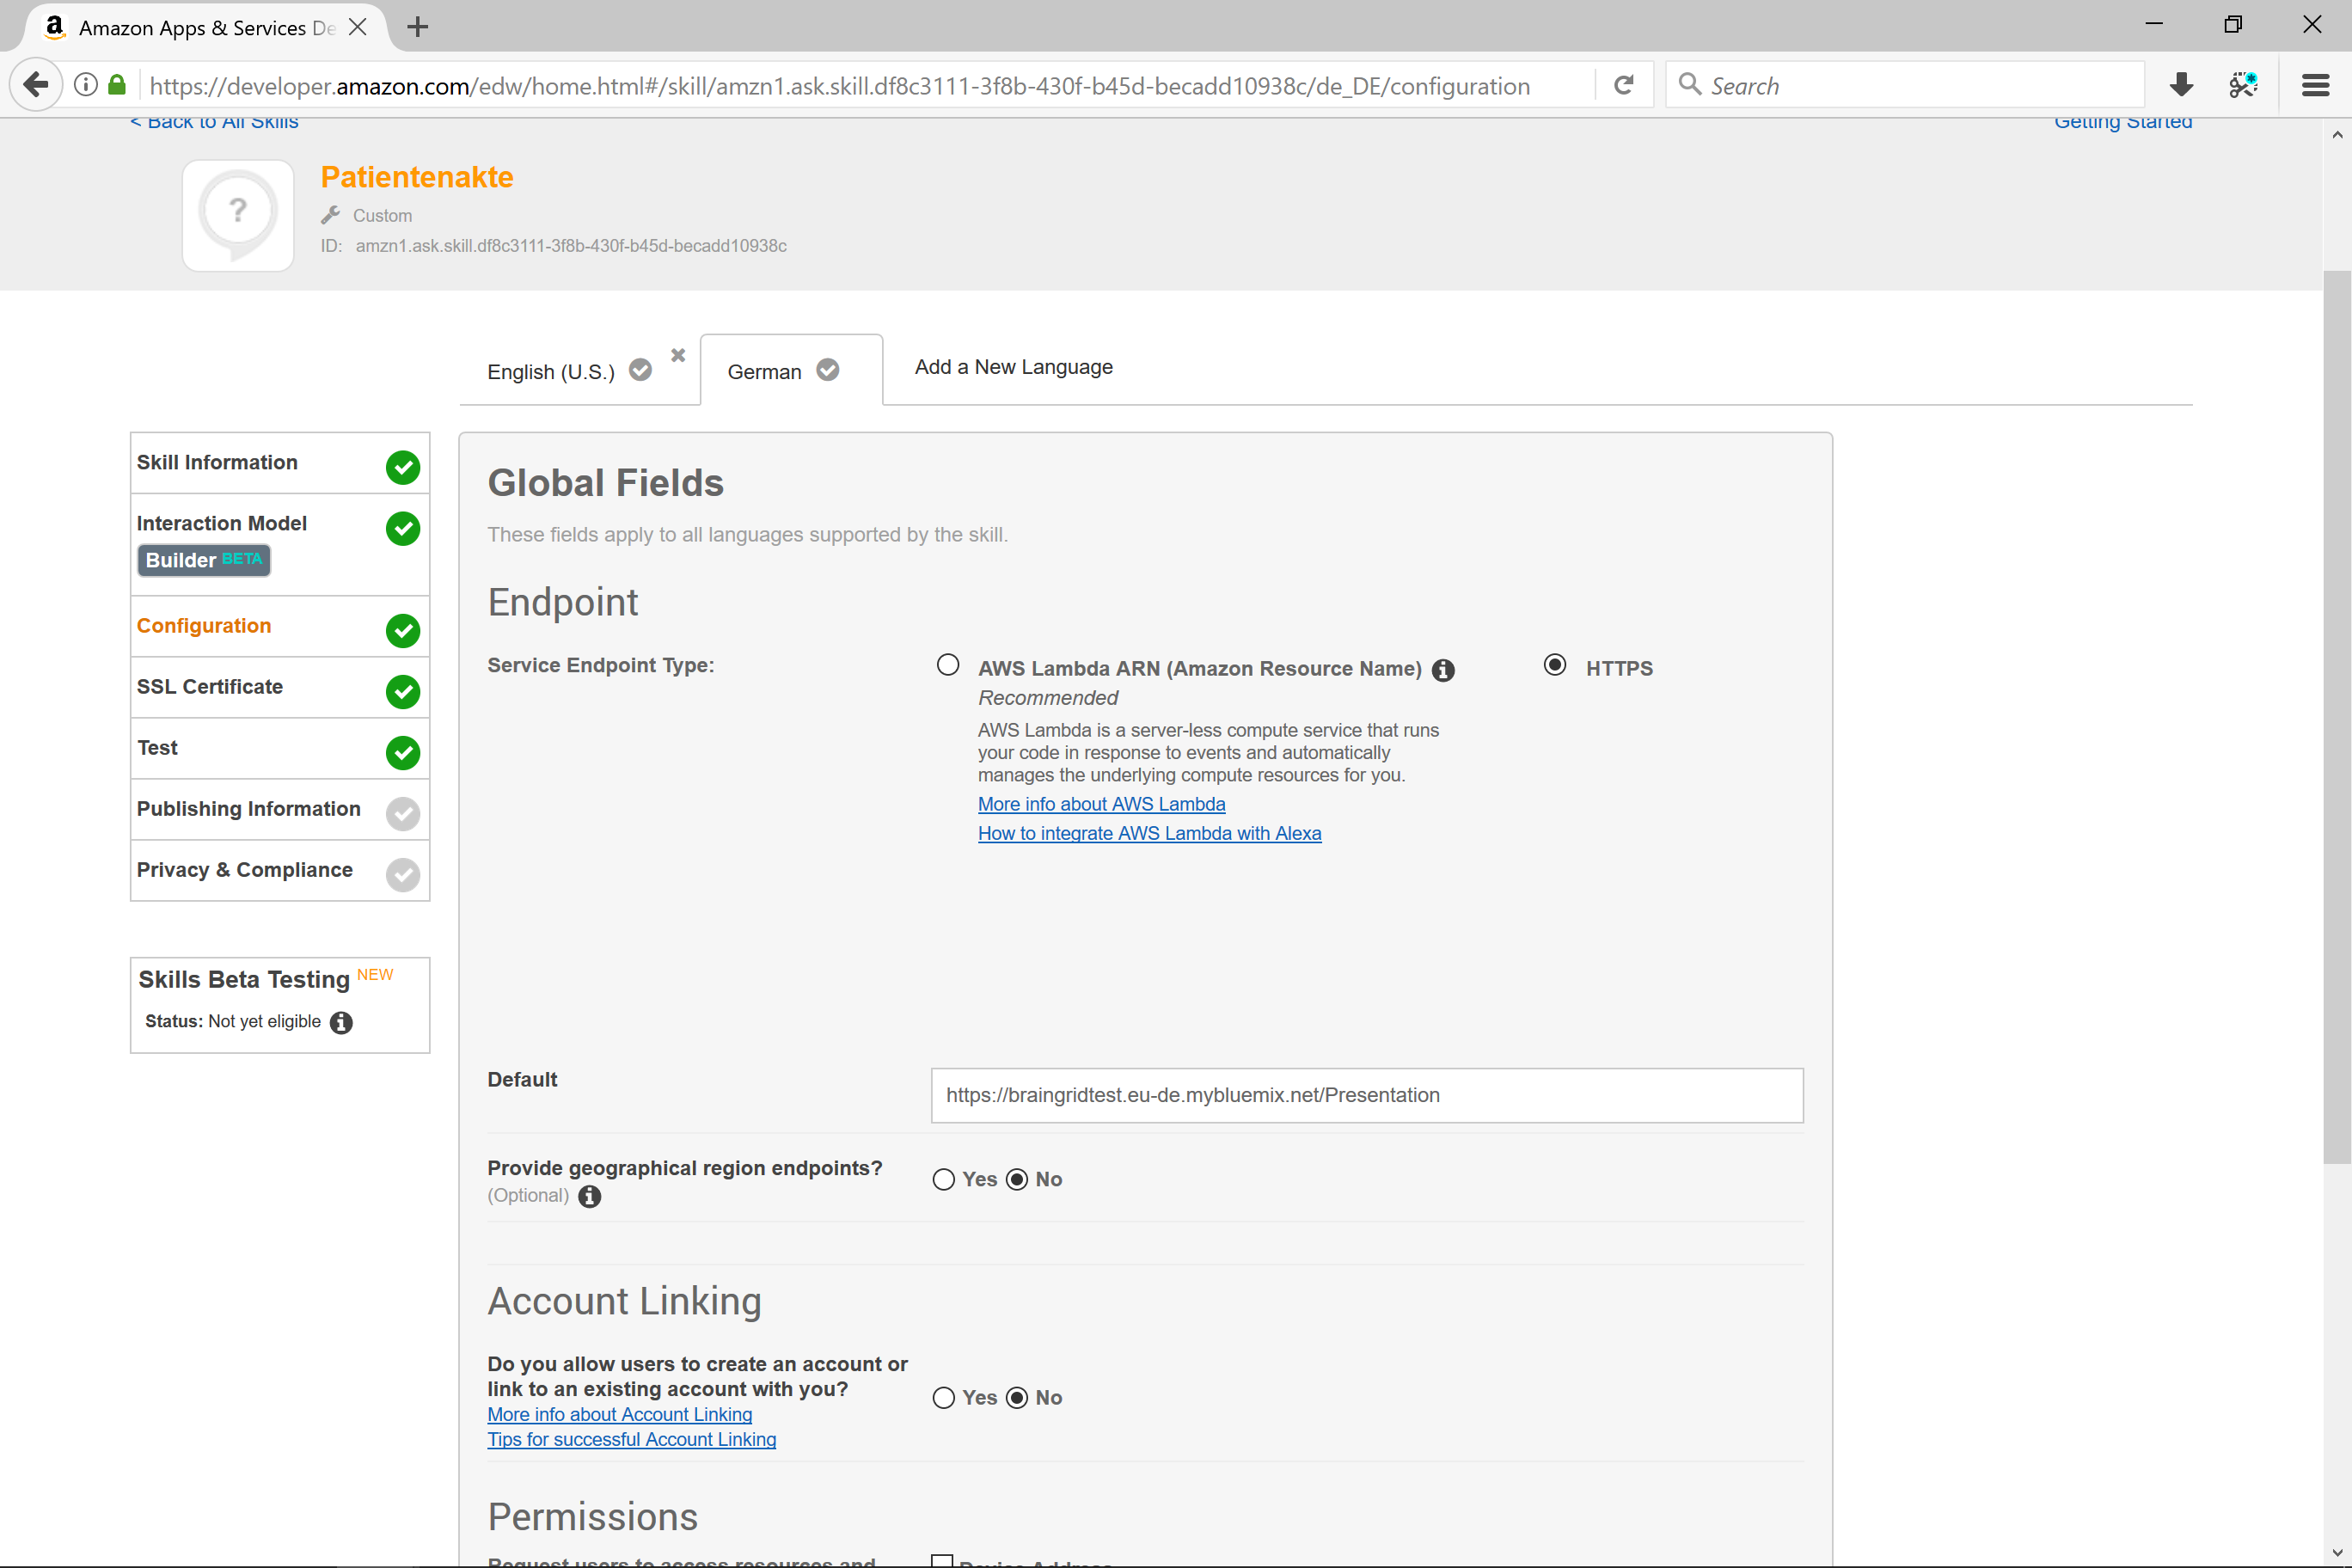 Amazon Apps & Services De
https://developer.amazon.com/edw/home.html#/skill/amzn1.ask.skill.df8c3111-3f8b-430f-b45d-becadd10938c/de_DE/configuration
Search
< Back to All Skills
Getting Started
Patientenakte
Custom
ID: amzn1.ask.skill.df8c3111-3f8b-430f-b45d-becadd10938c
English (U.S.)
German
Add a New Language
Skill Information
Interaction Model
Builder BETA
Configuration
SSL Certificate
Test
Publishing Information
Privacy & Compliance
Skills Beta Testing NEW
Status: Not yet eligible
Global Fields
These fields apply to all languages supported by the skill.
Endpoint
Service Endpoint Type:
AWS Lambda ARN (Amazon Resource Name)
HTTPS
Recommended
AWS Lambda is a server-less compute service that runs
your code in response to events and automatically
manages the underlying compute resources for you.
More info about AWS Lambda
How to integrate AWS Lambda with Alexa
Default
https://braingridtest.eu-de.mybluemix.net/Presentation
Provide geographical region endpoints?
(Optional)
Yes No
Account Linking
Do you allow users to create an account or
link to an existing account with you?
Yes No
More info about Account Linking
Tips for successful Account Linking
Permissions
Request users to access resources and
Device Address